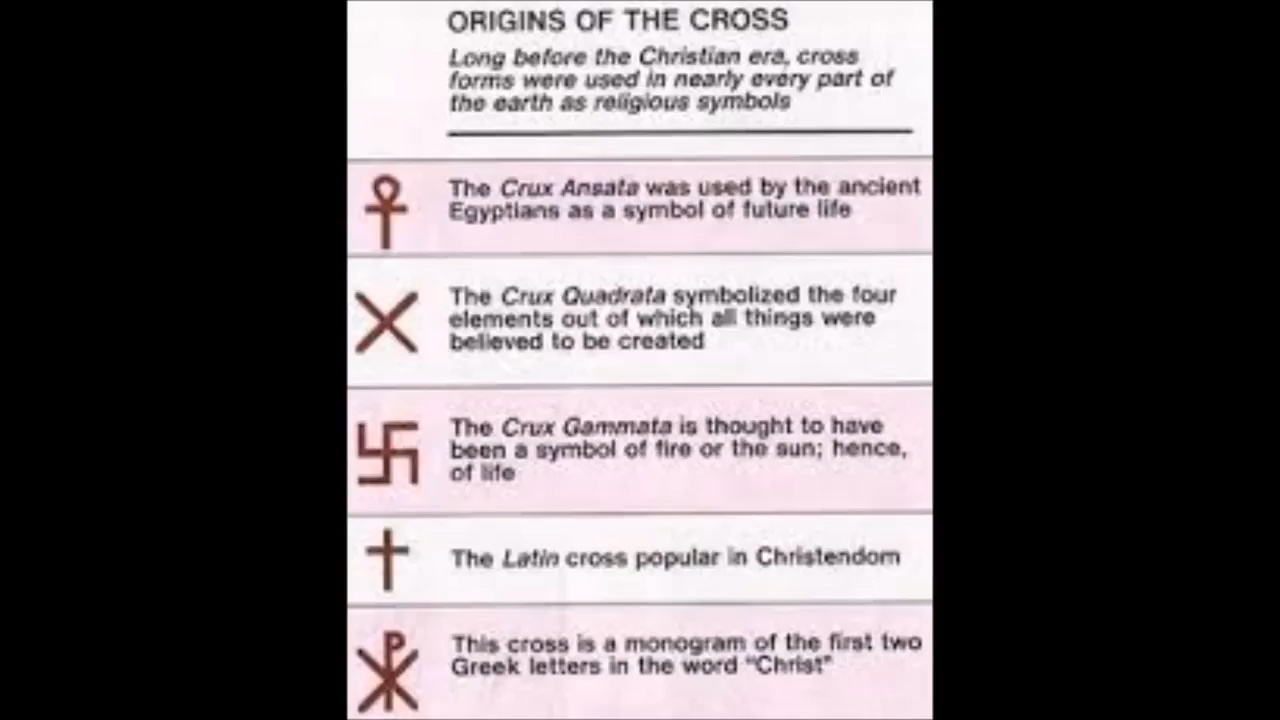 ORIGINS OF THE CROSS
Long before the Christian era, cross
forms were used in nearly every part of
the earth as religious symbols
The Crux Ansata was used by the ancient
Egyptians as a symbol of future life
The Crux Quadrata symbolized the four
elements out of which all things were
believed to be created
The Crux Gammata is thought to have
been a symbol of fire or the sun; hence,
of life
The Latin cross popular in Christendom
This cross is a monogram of the first two
Greek letters in the word "Christ"